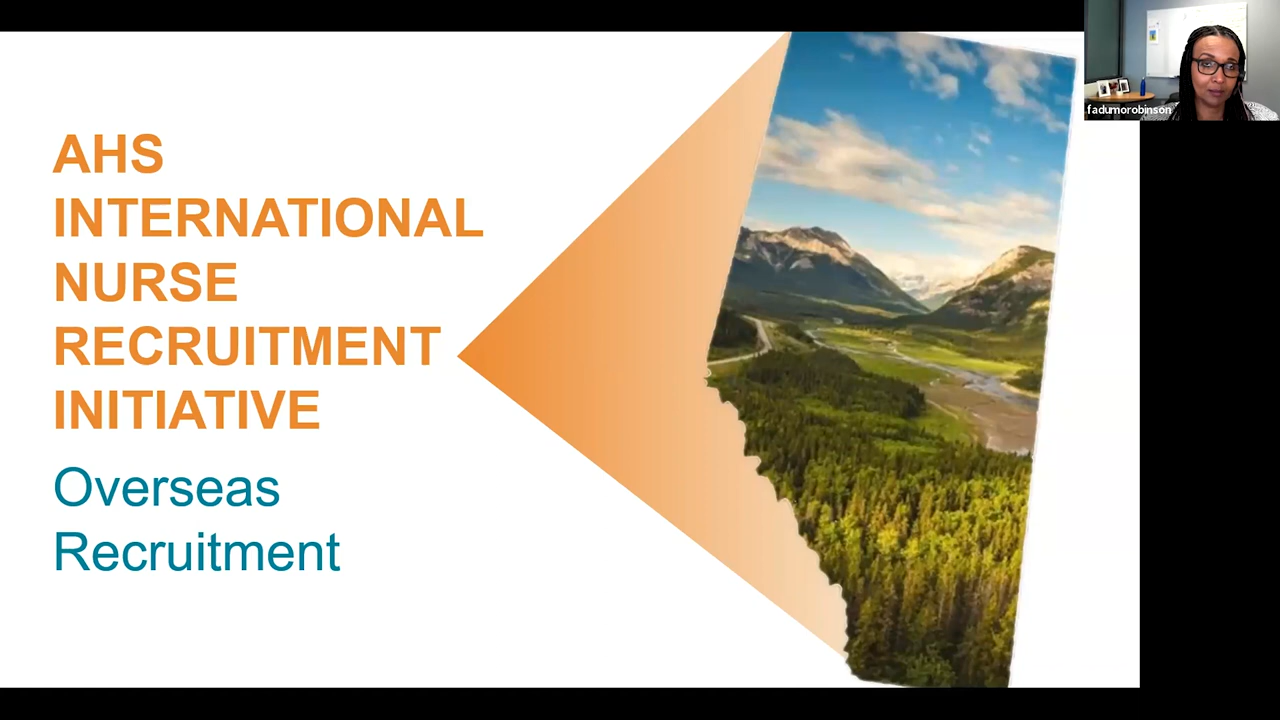 AHS
INTERNATIONAL
NURSE
RECRUITMENT
INITIATIVE
Overseas
Recruitment
fadumorobinson